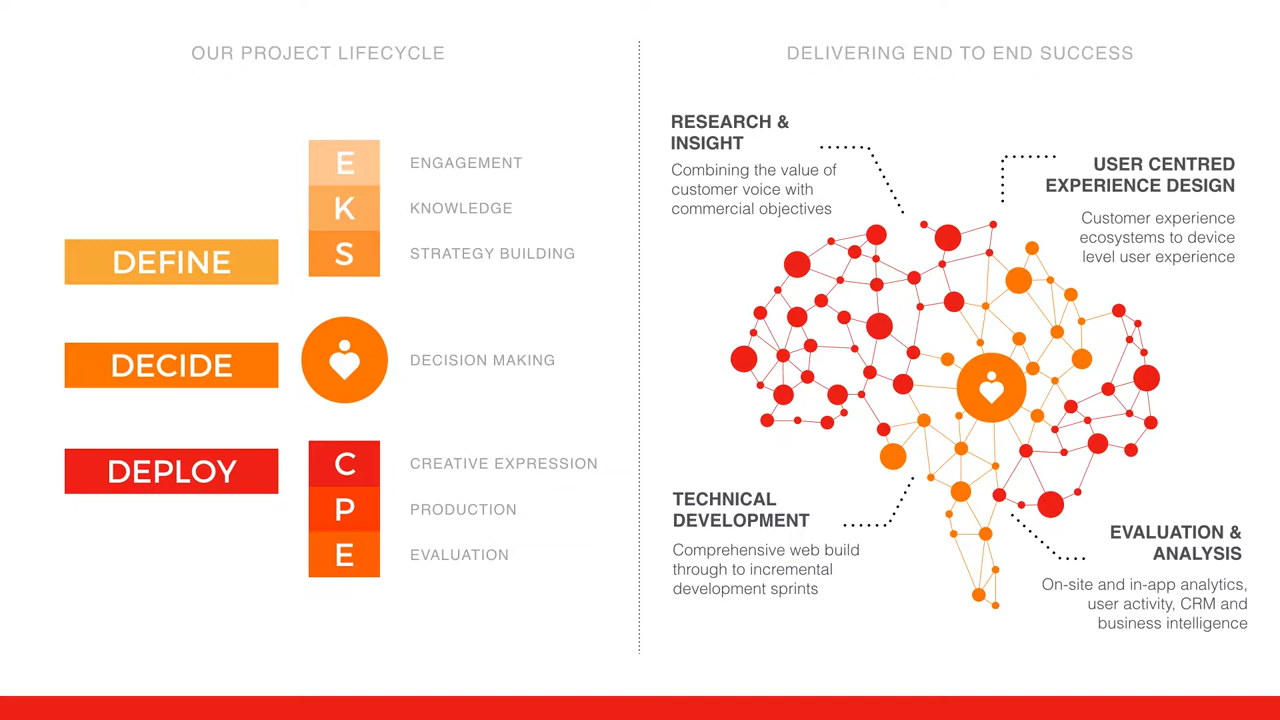 OUR PROJECT LIFECYCLE
E ENGAGEMENT
K KNOWLEDGE
S STRATEGY BUILDING
DEFINE
DECIDE
DECISION MAKING
DEPLOY
C CREATIVE EXPRESSION
P PRODUCTION
E EVALUATION
DELIVERING END TO END SUCCESS
RESEARCH &
INSIGHT
Combining the value of
customer voice with
commercial objectives
USER CENTRED
EXPERIENCE DESIGN
Customer experience
ecosystems to device
level user experience
TECHNICAL
DEVELOPMENT
Comprehensive web build
through to incremental
development sprints
EVALUATION &
ANALYSIS
On-site and in-app analytics,
user activity, CRM and
business intelligence